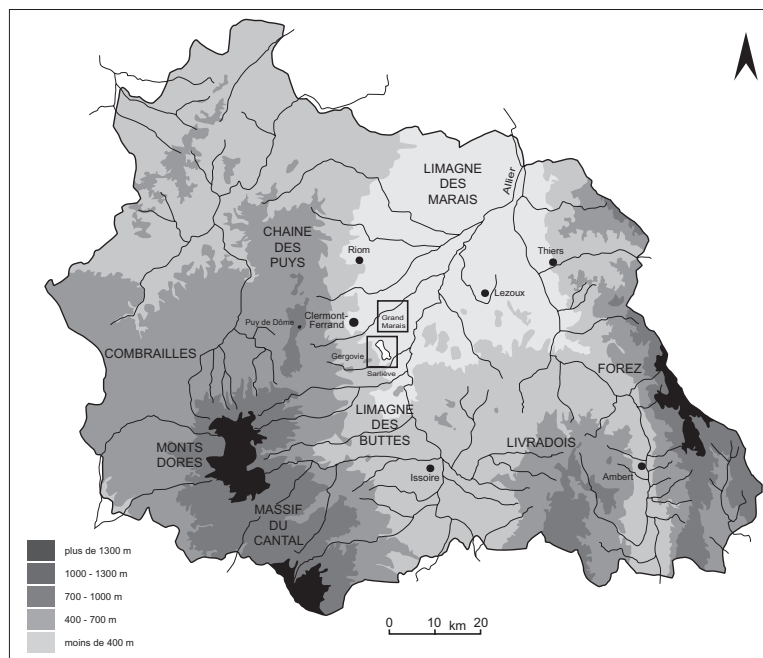 LIMAGNE
DES
MARAIS
Allier
CHAINE
DES
PUYS
Riom
Thiers
Lezoux
Puy de Dôme
Clermont-
Ferrand
Grand
Marais
COMBRAILLES
Gergovie
Sarliève
FOREZ
LIMAGNE
DES
BUTTES
MONTS
DORES
LIVRADOIS
Issoire
Ambert
MASSIF
DU
CANTAL
plus de 1300 m
1000 - 1300 m
700 - 1000 m
400 - 700 m
moins de 400 m
0 10 km 20